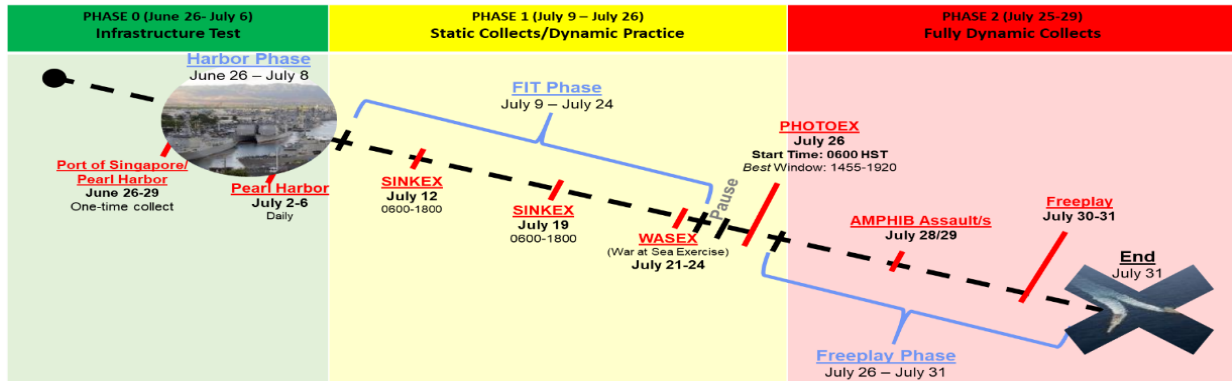 PHASE 0 (June 26- July 6)
Infrastructure Test
PHASE 1 (July 9 – July 26)
Static Collects/Dynamic Practice
PHASE 2 (July 25-29)
Fully Dynamic Collects
Harbor Phase
June 26 – July 8
Port of Singapore/
Pearl Harbor
June 26-29
One-time collect
Pearl Harbor
July 2-6
Daily
FIT Phase
July 9 – July 24
SINKEX
July 12
0600-1800
SINKEX
July 19
0600-1800
WASEX
(War at Sea Exercise)
July 21-24
Pause
PHOTOEX
July 26
Start Time: 0600 HST
Best Window: 1455-1920
AMPHIB Assault/s
July 28/29
Freeplay
July 30-31
End
July 31
Freeplay Phase
July 26 – July 31